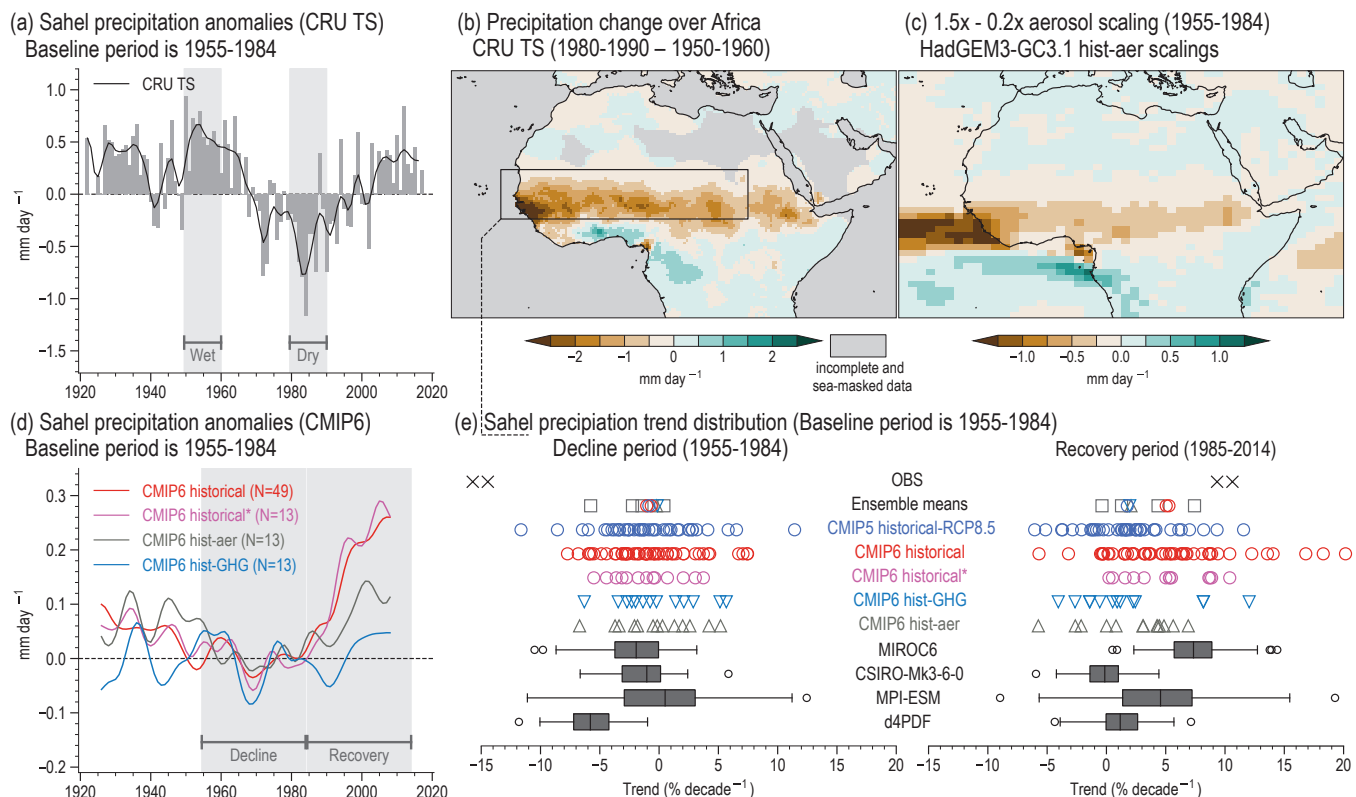 (a) Sahel precipitation anomalies (CRU TS)
Baseline period is 1955-1984
CRU TS
1.0
0.5
0.0
−0.5
−1.0
−1.5
mm day −1
Wet
Dry
1920 1940 1960 1980 2000 2020
(b) Precipitation change over Africa
CRU TS (1980-1990 – 1950-1960)
−2 −1 0 1 2
mm day −1
incomplete and
sea-masked data
(c) 1.5x - 0.2x aerosol scaling (1955-1984)
HadGEM3-GC3.1 hist-aer scalings
−1.0 −0.5 0.0 0.5 1.0
mm day −1
(d) Sahel precipitation anomalies (CMIP6)
Baseline period is 1955-1984
CMIP6 historical (N=49)
CMIP6 historical* (N=13)
CMIP6 hist-aer (N=13)
CMIP6 hist-GHG (N=13)
0.3
0.2
0.1
0.0
−0.1
−0.2
mm day −1
Decline
Recovery
1920 1940 1960 1980 2000 2020
(e) Sahel precipiation trend distribution (Baseline period is 1955-1984)
Decline period (1955-1984)
Recovery period (1985-2014)
OBS
Ensemble means
CMIP5 historical-RCP8.5
CMIP6 historical
CMIP6 historical*
CMIP6 hist-GHG
CMIP6 hist-aer
MIROC6
CSIRO-Mk3-6-0
MPI-ESM
d4PDF
−15 −10 −5 0 5 10 15 20
Trend (% decade−1)
−10 −5 0 5 10 15 20
Trend (% decade−1)